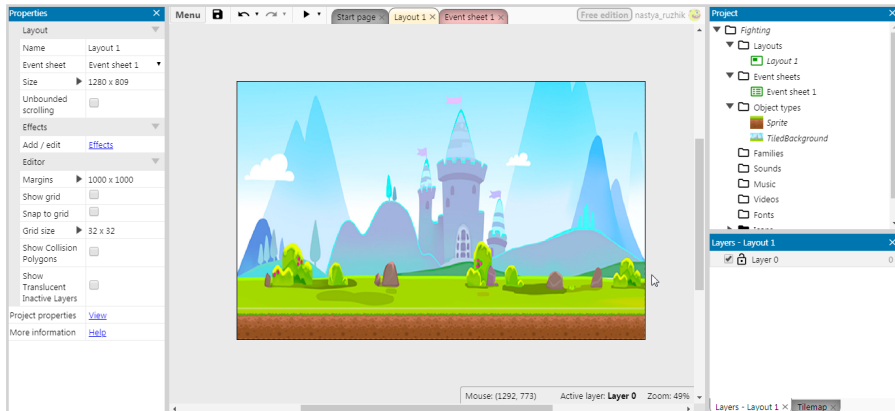 Properties
Layout
Name Layout 1
Event sheet Event sheet 1
Size 1280 x 809
Unbounded
scrolling
Effects
Add / edit Effects
Editor
Margins 1000 x 1000
Show grid
Snap to grid
Grid size 32 x 32
Show Collision
Polygons
Show
Translucent
Inactive Layers
Project properties View
More information Help
Menu
Start page
Layout 1
Event sheet 1
Free edition
nastya_ruzhik
Mouse: (1292, 773) Active layer: Layer 0 Zoom: 49%
Project
Fighting
Layouts
Layout 1
Event sheets
Event sheet 1
Object types
Sprite
TiledBackground
Families
Sounds
Music
Videos
Fonts
Layers - Layout 1
Layer 0 0
Layers - Layout 1
Tilemap